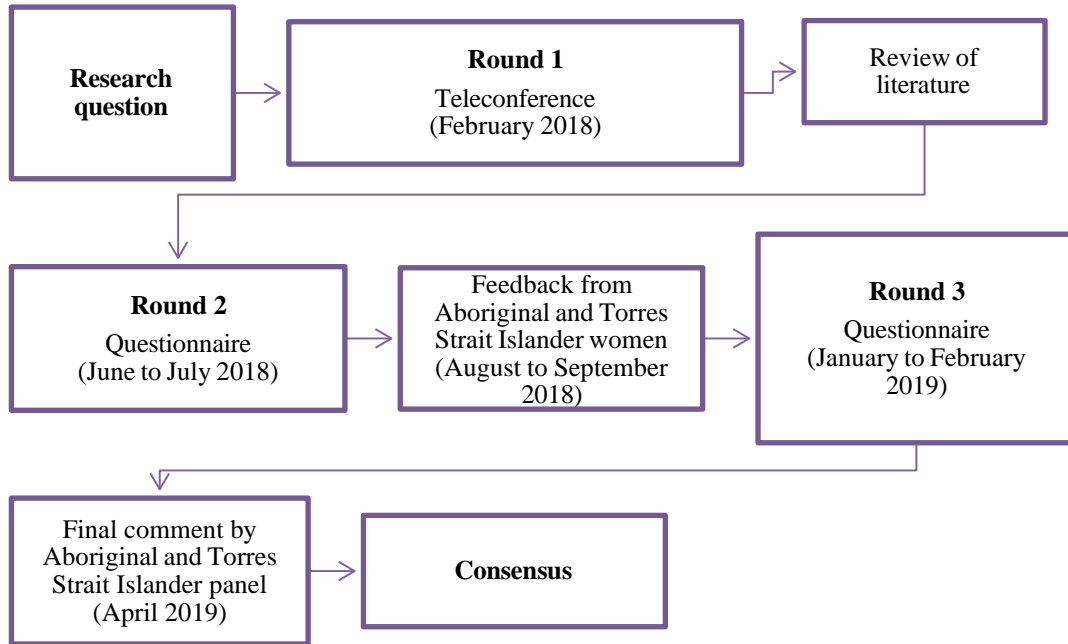 Research
question
Round 1
Teleconference
(February 2018)
Review of
literature
Round 2
Questionnaire
(June to July 2018)
Feedback from
Aboriginal and Torres
Strait Islander women
(August to September
2018)
Round 3
Questionnaire
(January to February
2019)
Final comment by
Aboriginal and Torres
Strait Islander panel
(April 2019)
Consensus